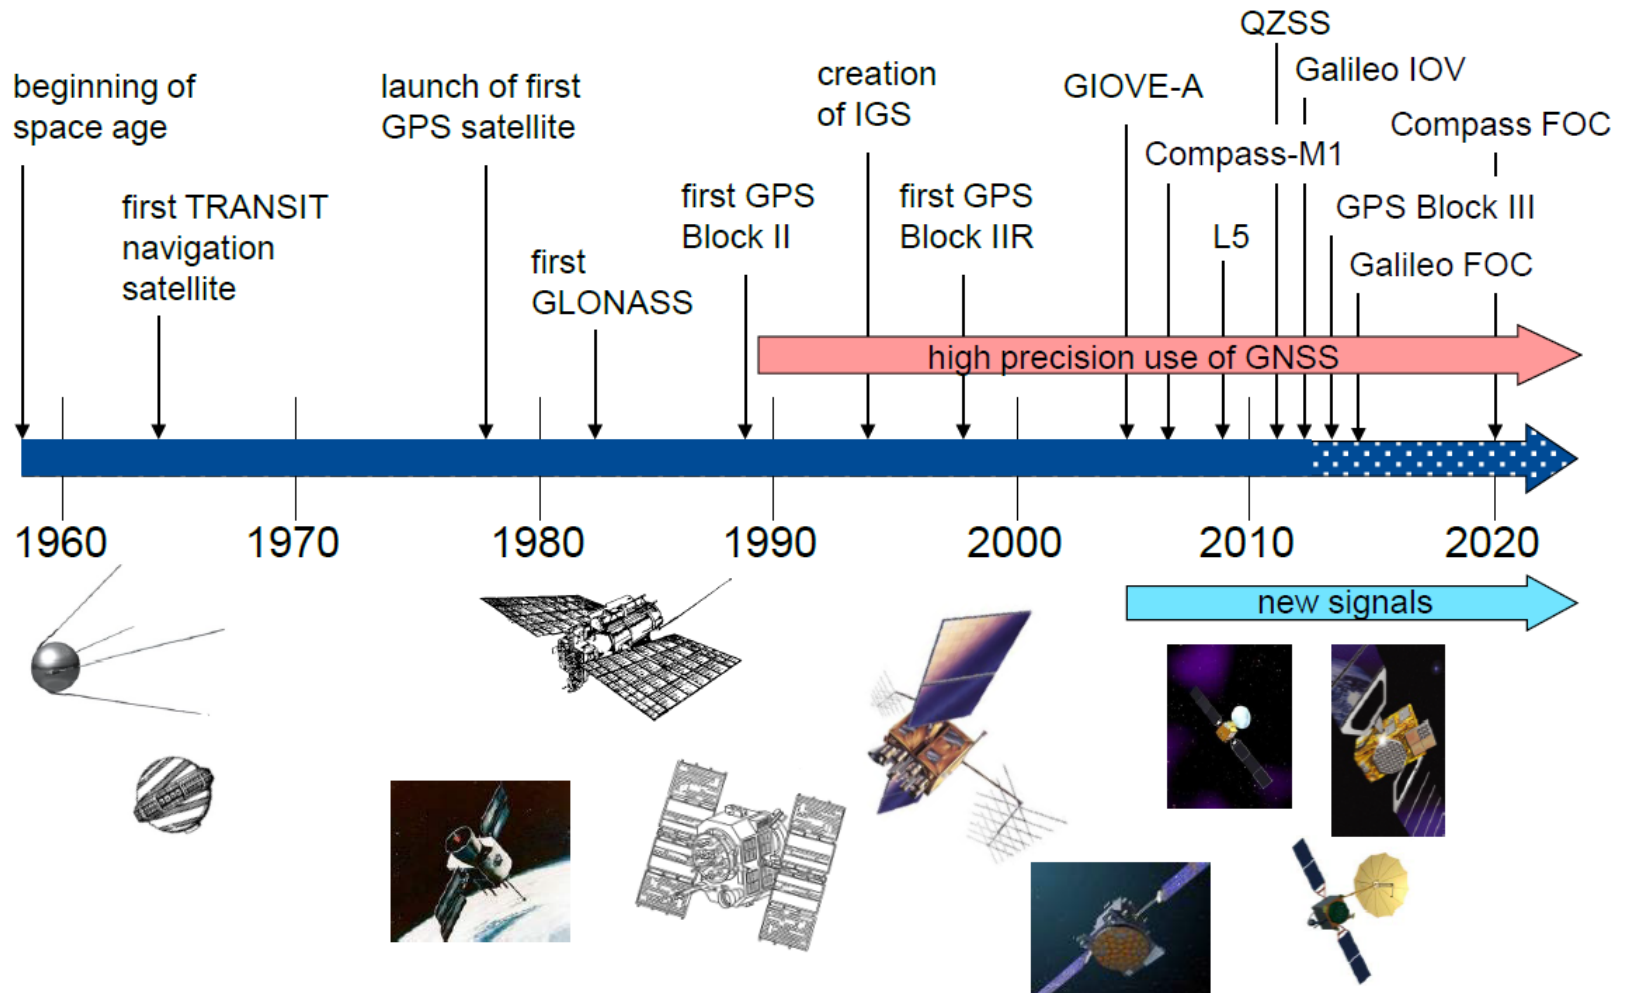 beginning of
space age
first TRANSIT
navigation
satellite
launch of first
GPS satellite
first
GLONASS
first GPS
Block II
creation
of IGS
first GPS
Block IIR
GIOVE-A
Compass-M1
L5
QZSS
Galileo IOV
Compass FOC
GPS Block III
Galileo FOC
high precision use of GNSS
1960 1970 1980 1990 2000 2010 2020
new signals